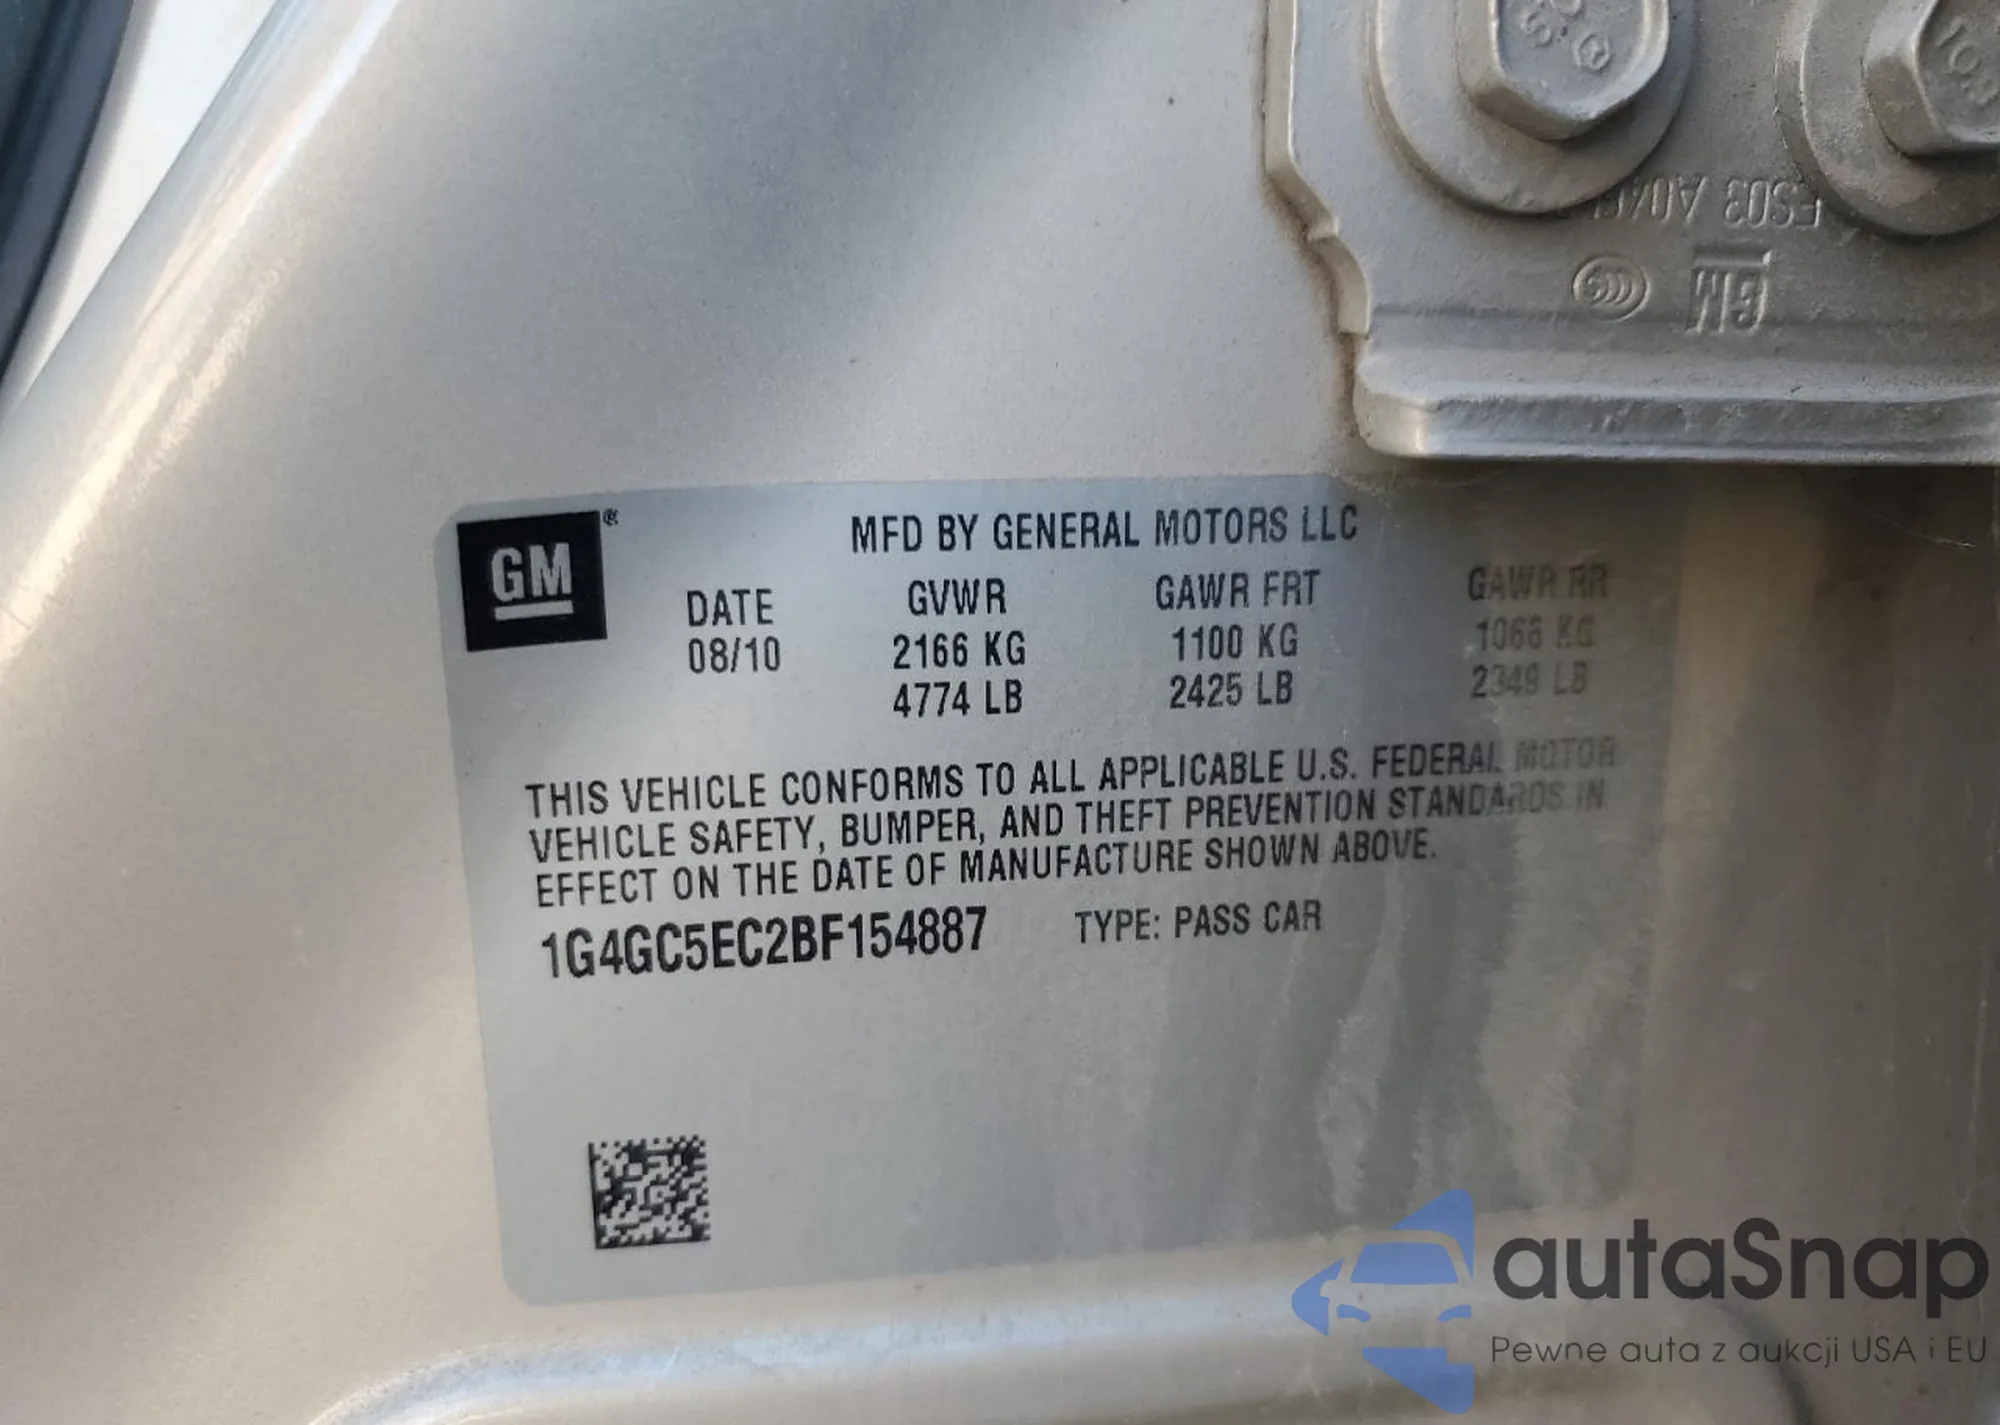 GM
GM ®
MFD BY GENERAL MOTORS LLC
DATE GVWR GAWR FRT GAWR RR
08/10 2166 KG 1100 KG 1066 KG
4774 LB 2425 LB 2349 LB
THIS VEHICLE CONFORMS TO ALL APPLICABLE U.S. FEDERAL MOTOR
VEHICLE SAFETY, BUMPER, AND THEFT PREVENTION STANDARDS IN
EFFECT ON THE DATE OF MANUFACTURE SHOWN ABOVE.
1G4GC5EC2BF154887 TYPE: PASS CAR
autaSnap
Pewne auta z aukcji USA i EU